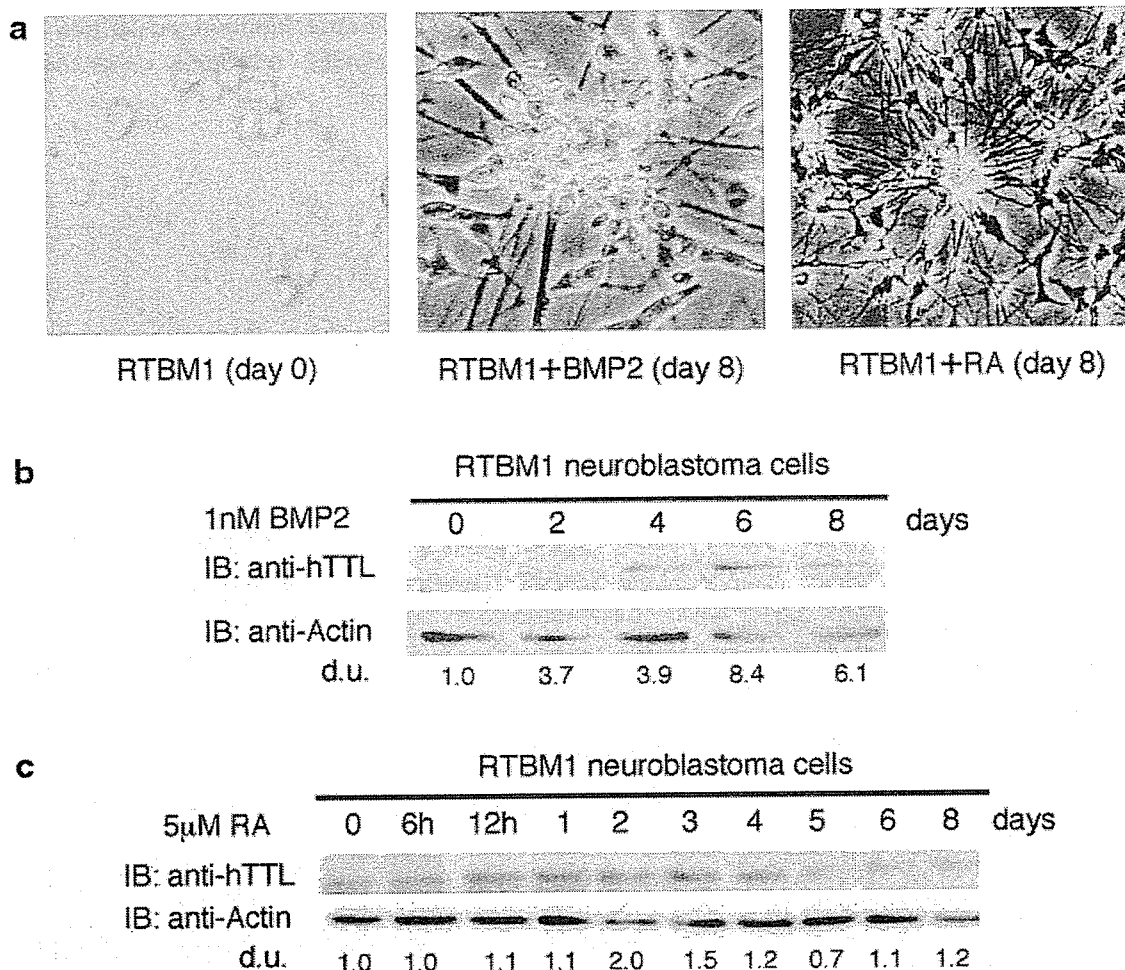 a
RTBM1 (day 0) RTBM1+BMP2 (day 8) RTBM1+RA (day 8)
b
RTBM1 neuroblastoma cells
1nM BMP2 0 2 4 6 8 days
IB: anti-hTTL
IB: anti-Actin
d.u. 1.0 3.7 3.9 8.4 6.1
c
RTBM1 neuroblastoma cells
5μM RA 0 6h 12h 1 2 3 4 5 6 8 days
IB: anti-hTTL
IB: anti-Actin
d.u. 1.0 1.0 1.1 1.1 2.0 1.5 1.2 0.7 1.1 1.2